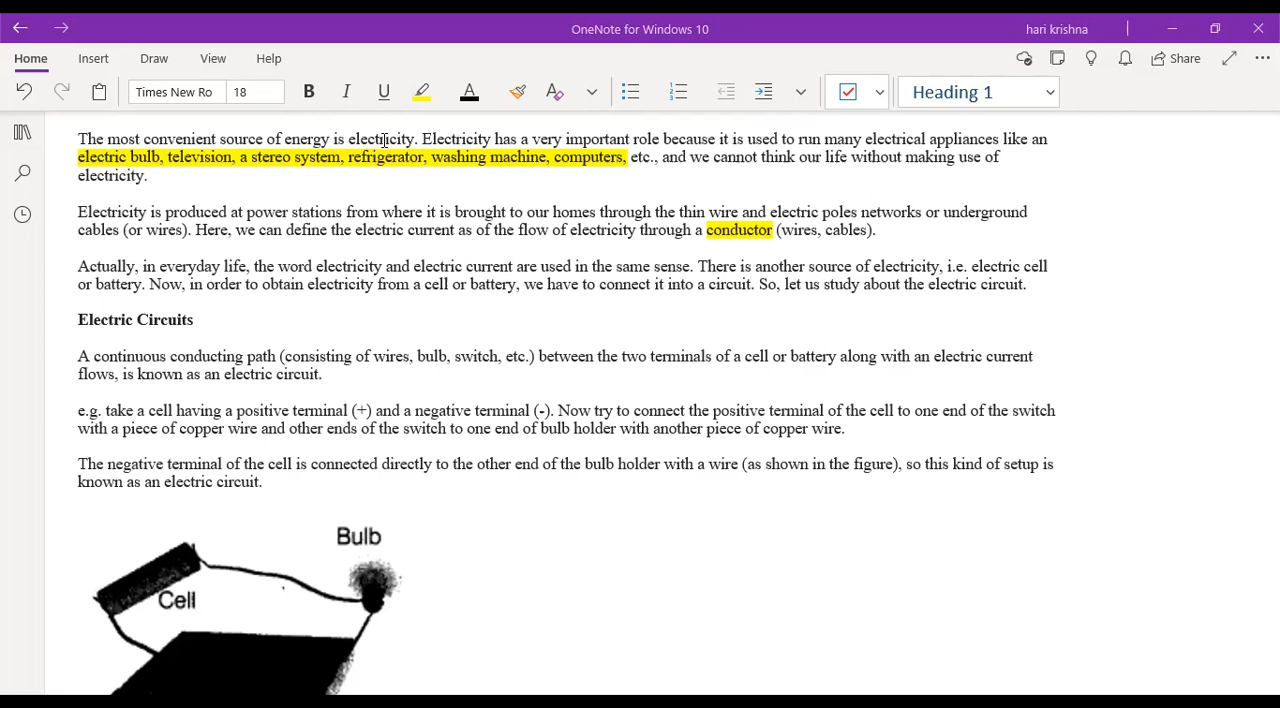 OneNote for Windows 10
hari krishna
Home Insert Draw View Help
Share
Times New Ro 18 B I U A A Heading 1
The most convenient source of energy is electricity. Electricity has a very important role because it is used to run many electrical appliances like an
electric bulb, television, a stereo system, refrigerator, washing machine, computers, etc., and we cannot think our life without making use of
electricity.
Electricity is produced at power stations from where it is brought to our homes through the thin wire and electric poles networks or underground
cables (or wires). Here, we can define the electric current as of the flow of electricity through a conductor (wires, cables).
Actually, in everyday life, the word electricity and electric current are used in the same sense. There is another source of electricity, i.e. electric cell
or battery. Now, in order to obtain electricity from a cell or battery, we have to connect it into a circuit. So, let us study about the electric circuit.
Electric Circuits
A continuous conducting path (consisting of wires, bulb, switch, etc.) between the two terminals of a cell or battery along with an electric current
flows, is known as an electric circuit.
e.g. take a cell having a positive terminal (+) and a negative terminal (-). Now try to connect the positive terminal of the cell to one end of the switch
with a piece of copper wire and other ends of the switch to one end of bulb holder with another piece of copper wire.
The negative terminal of the cell is connected directly to the other end of the bulb holder with a wire (as shown in the figure), so this kind of setup is
known as an electric circuit.
Bulb
Cell